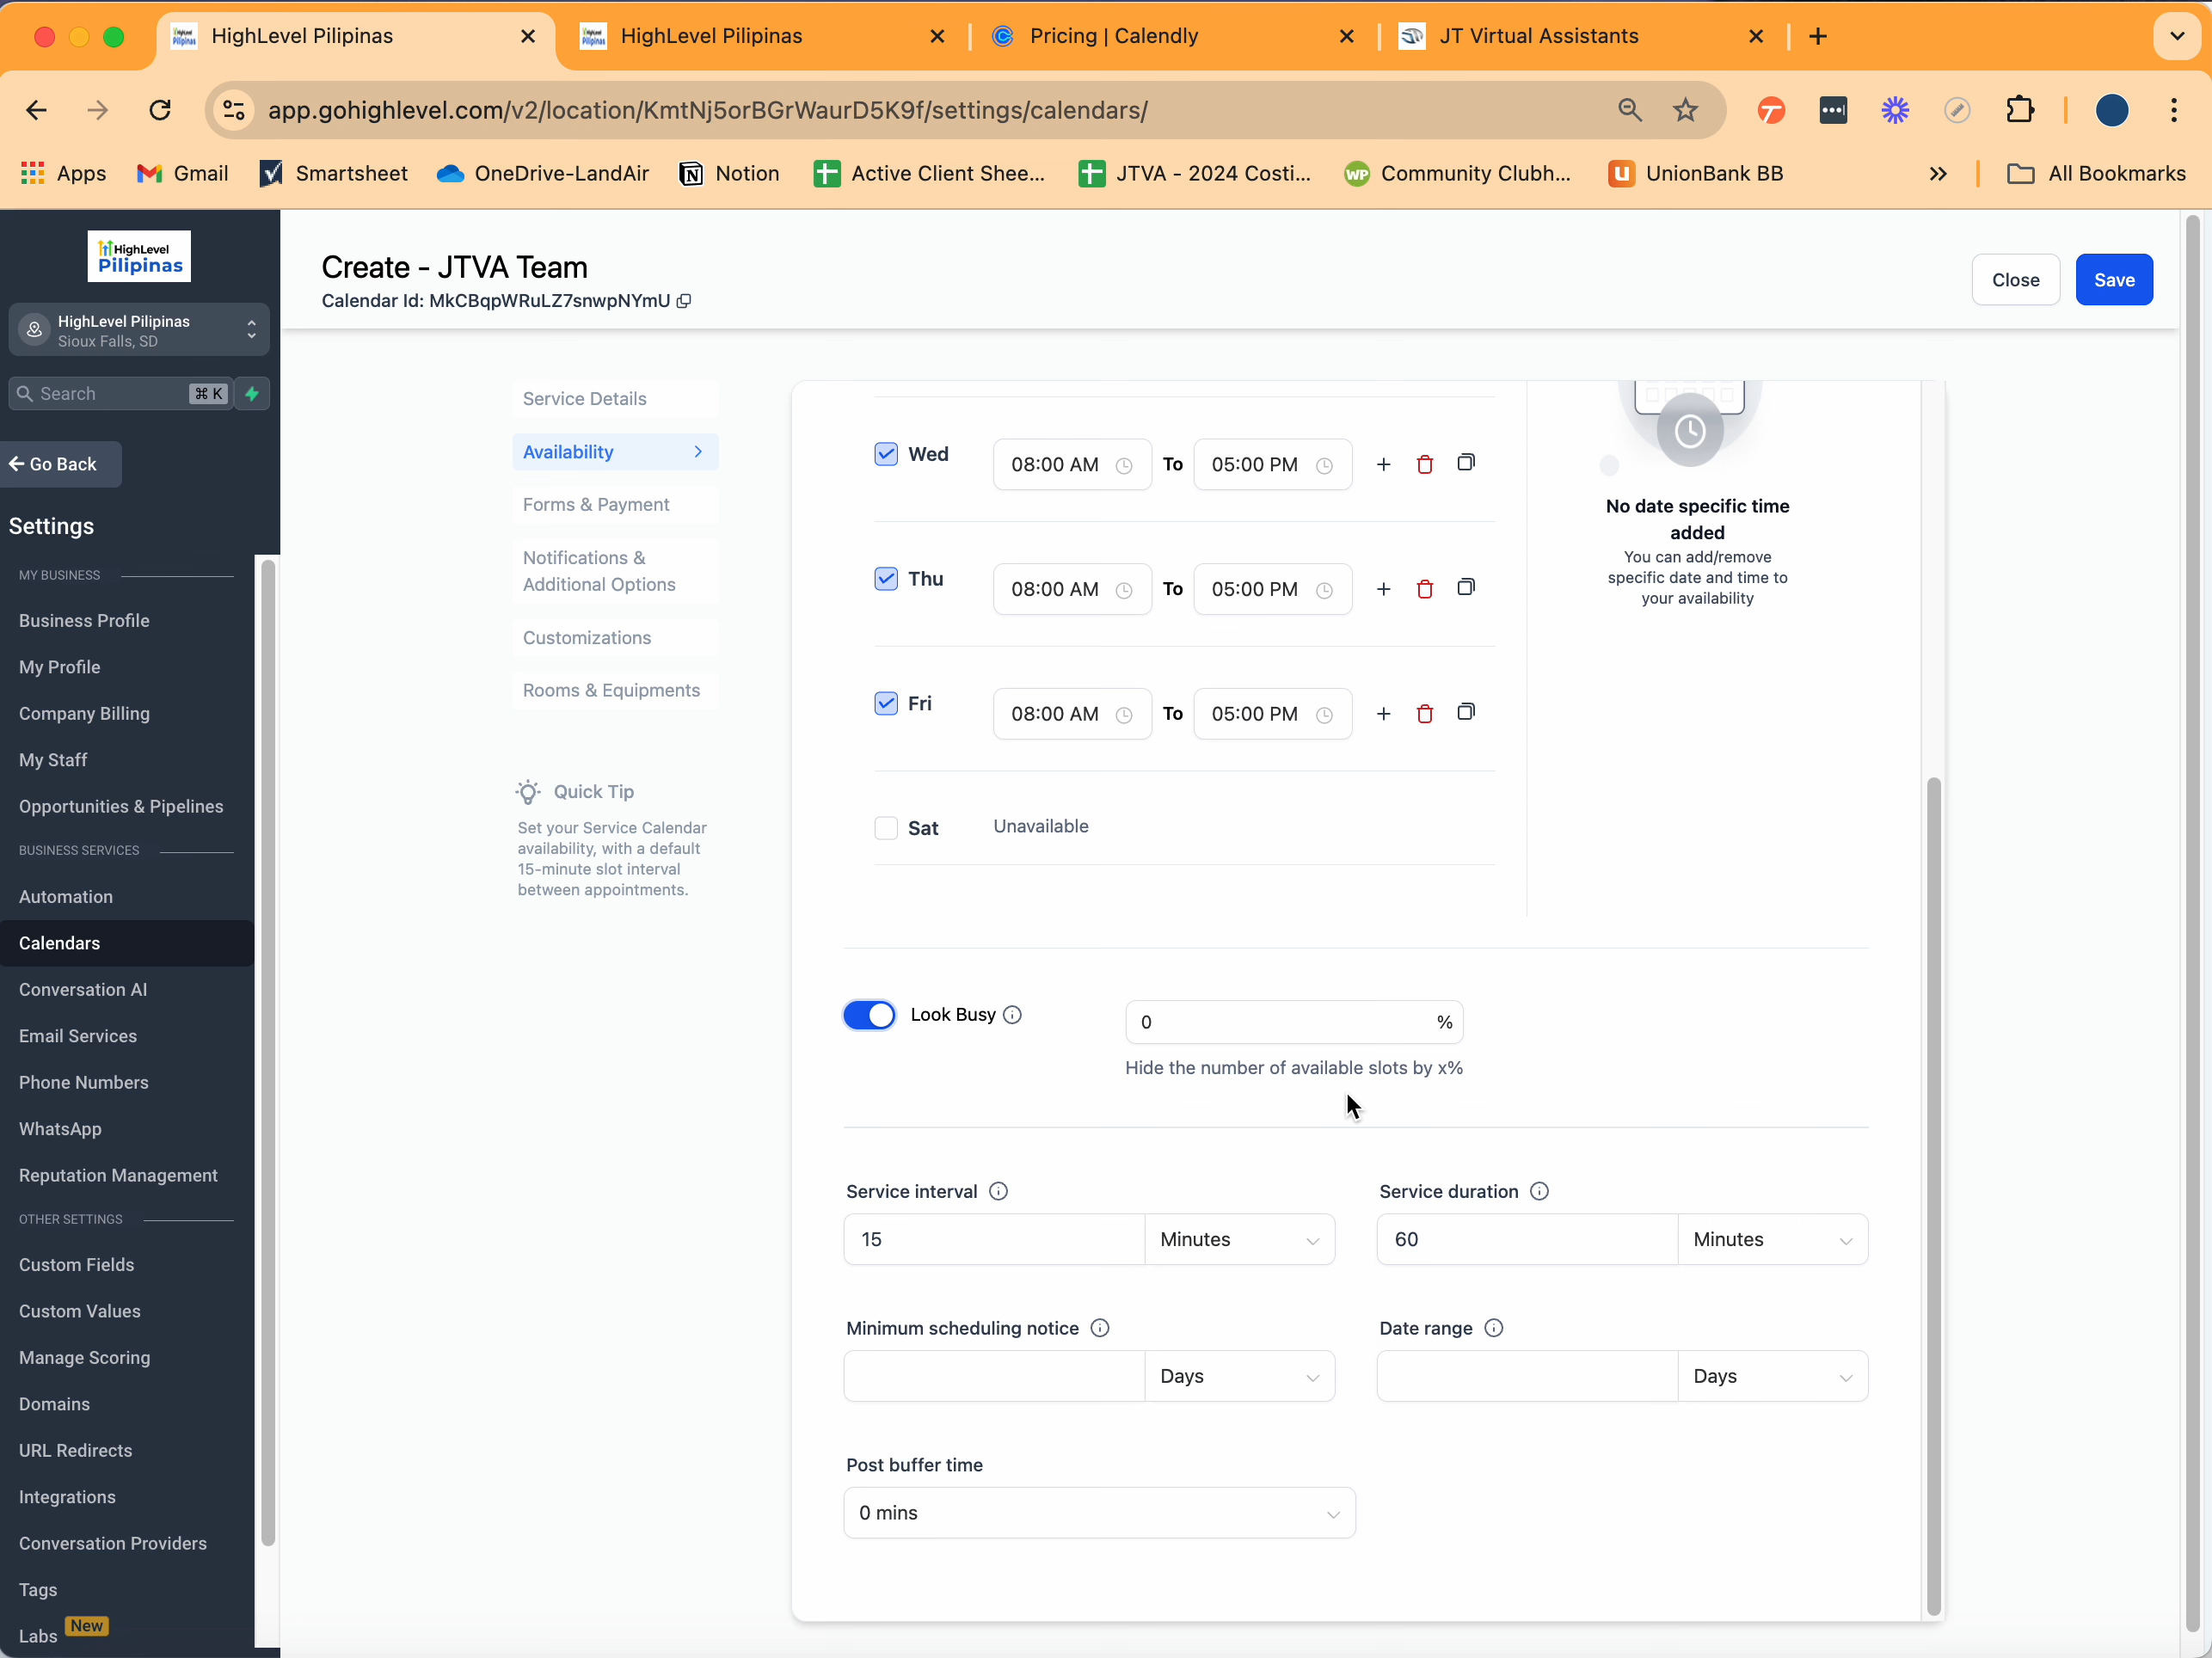 HighLevel Pilipinas
HighLevel Pilipinas
Pricing | Calendly
JT Virtual Assistants
app.gohighlevel.com/v2/location/KmtNj5orBGrWaurD5K9f/settings/calendars/
Apps
Gmail
Smartsheet
OneDrive-LandAir
Notion
Active Client Shee...
JTVA - 2024 Costi...
Community Clubh...
UnionBank BB
All Bookmarks
HighLevel
Pilipinas
HighLevel Pilipinas
Sioux Falls, SD
Search
⌘ K
Go Back
Settings
MY BUSINESS
Business Profile
My Profile
Company Billing
My Staff
Opportunities & Pipelines
BUSINESS SERVICES
Automation
Calendars
Conversation AI
Email Services
Phone Numbers
WhatsApp
Reputation Management
OTHER SETTINGS
Custom Fields
Custom Values
Manage Scoring
Domains
URL Redirects
Integrations
Conversation Providers
Tags
Labs New
Create - JTVA Team
Calendar Id: MkCBqpWRuLZ7snwpNYmU
Close
Save
Service Details
Availability
Forms & Payment
Notifications &
Additional Options
Customizations
Rooms & Equipments
Quick Tip
Set your Service Calendar
availability, with a default
15-minute slot interval
between appointments.
Wed 08:00 AM To 05:00 PM
Thu 08:00 AM To 05:00 PM
Fri 08:00 AM To 05:00 PM
Sat Unavailable
No date specific time
added
You can add/remove
specific date and time to
your availability
Look Busy
0 %
Hide the number of available slots by x%
Service interval
15 Minutes
Service duration
60 Minutes
Minimum scheduling notice
Days
Date range
Days
Post buffer time
0 mins